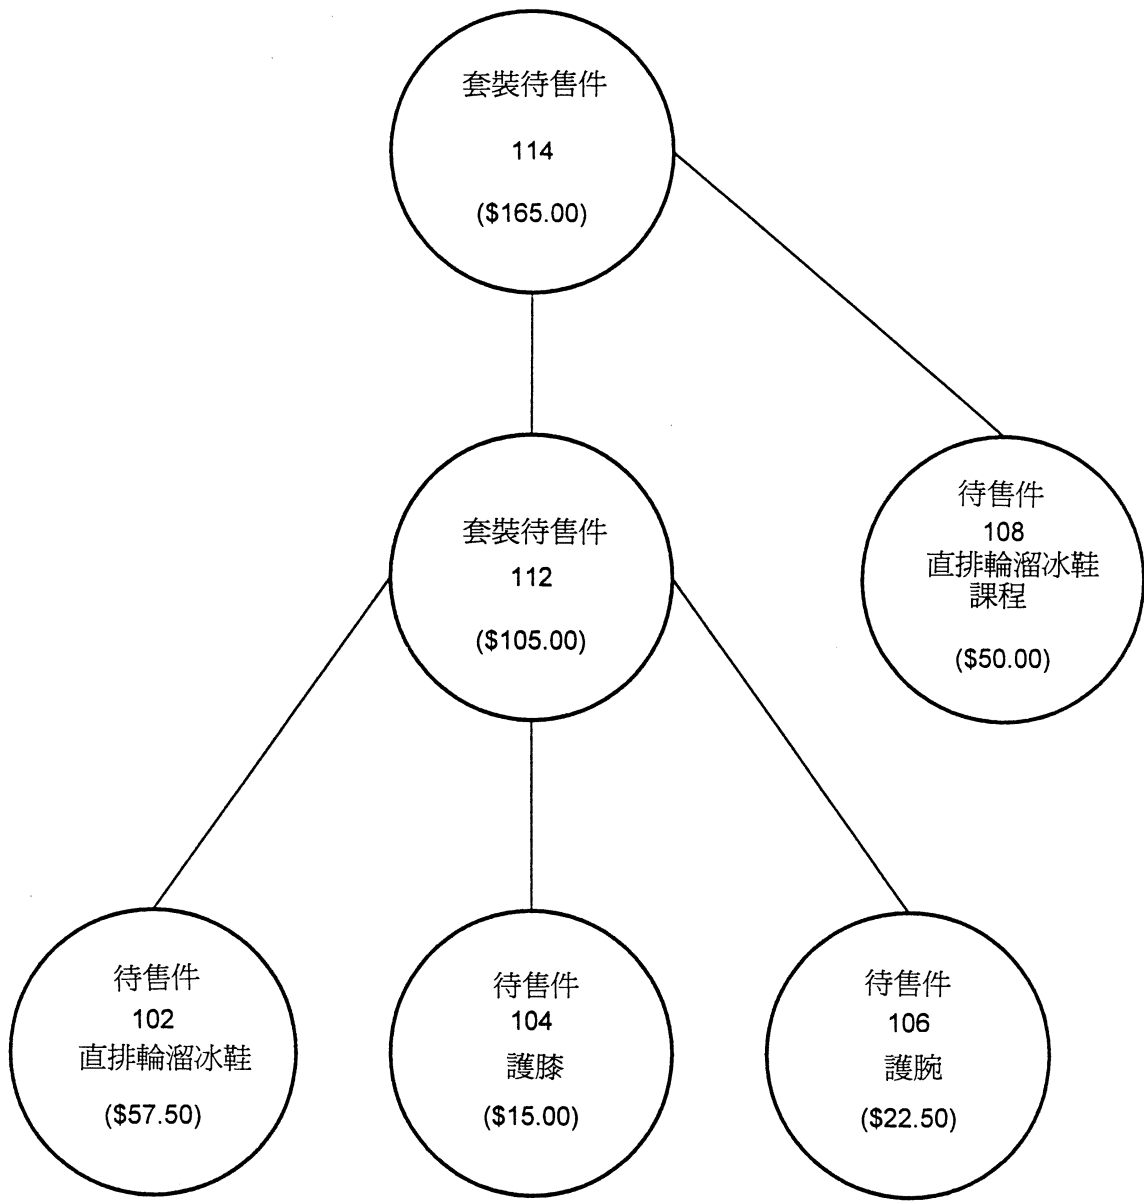 套裝待售件
114
($165.00)
套裝待售件
112
($105.00)
待售件
108
直排輪溜冰鞋
課程
($50.00)
待售件
102
直排輪溜冰鞋
($57.50)
待售件
104
護膝
($15.00)
待售件
106
護腕
($22.50)